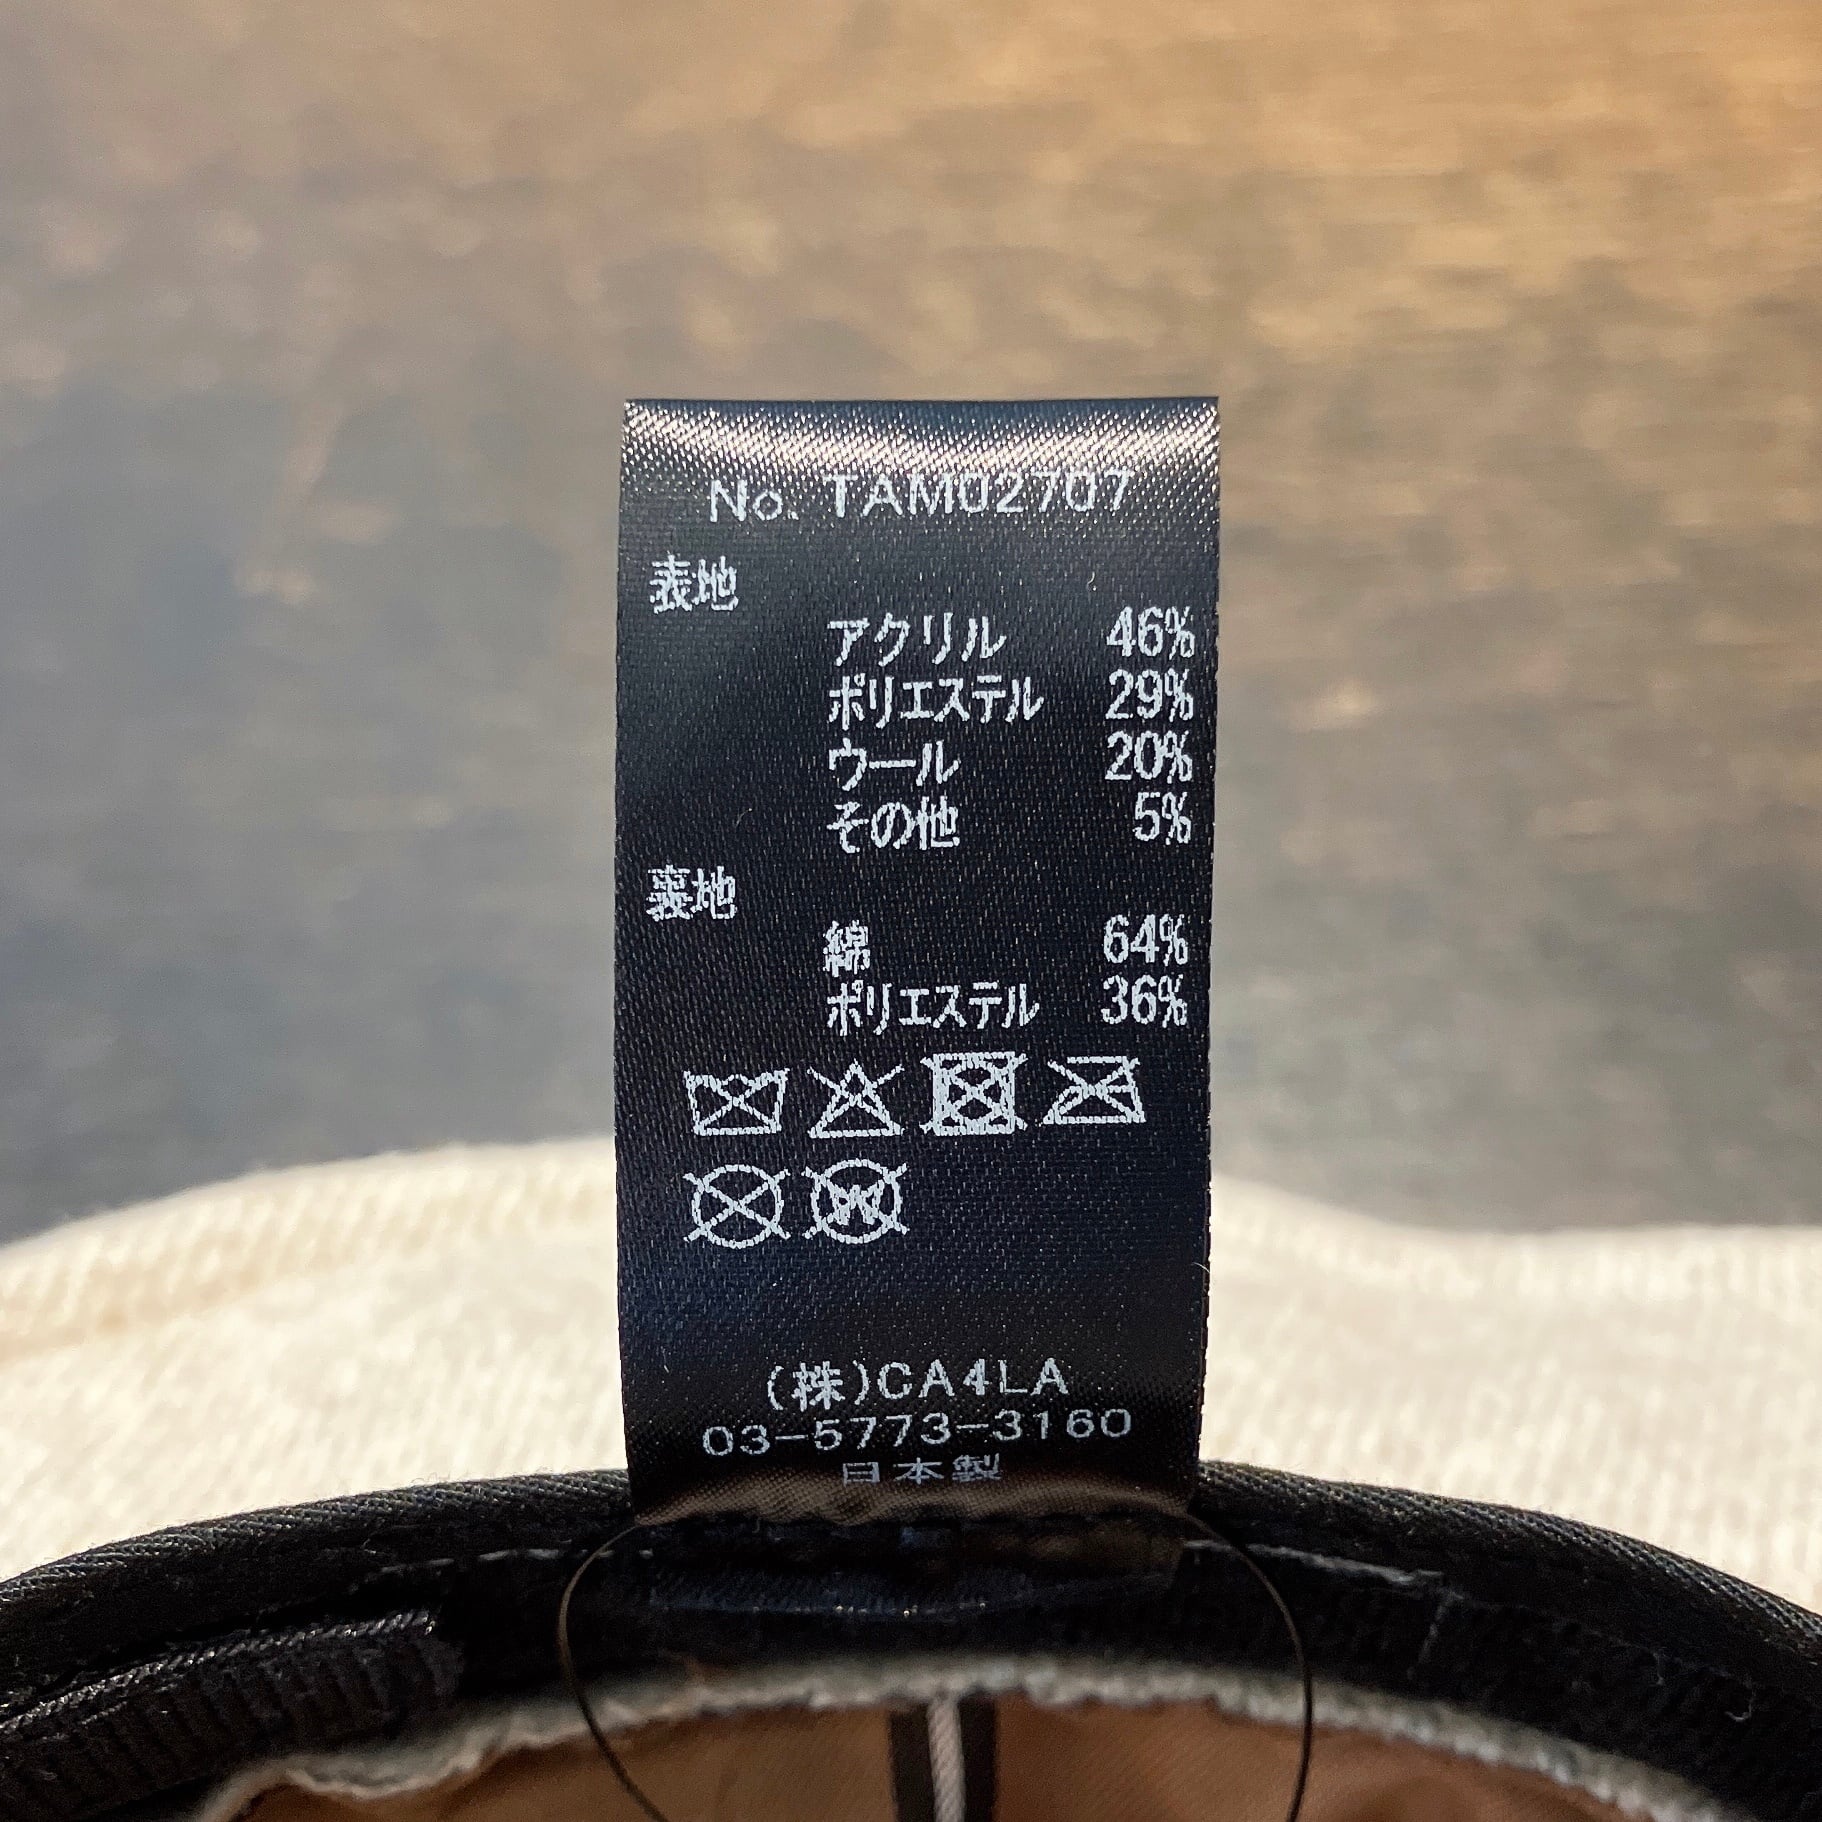 No. TAM02707
表地
アクリル 46%
ポリエステル 29%
ウール 20%
その他 5%
裏地
綿 64%
ポリエステル 36%
(株)CA4LA
03-5773-3160
日本製